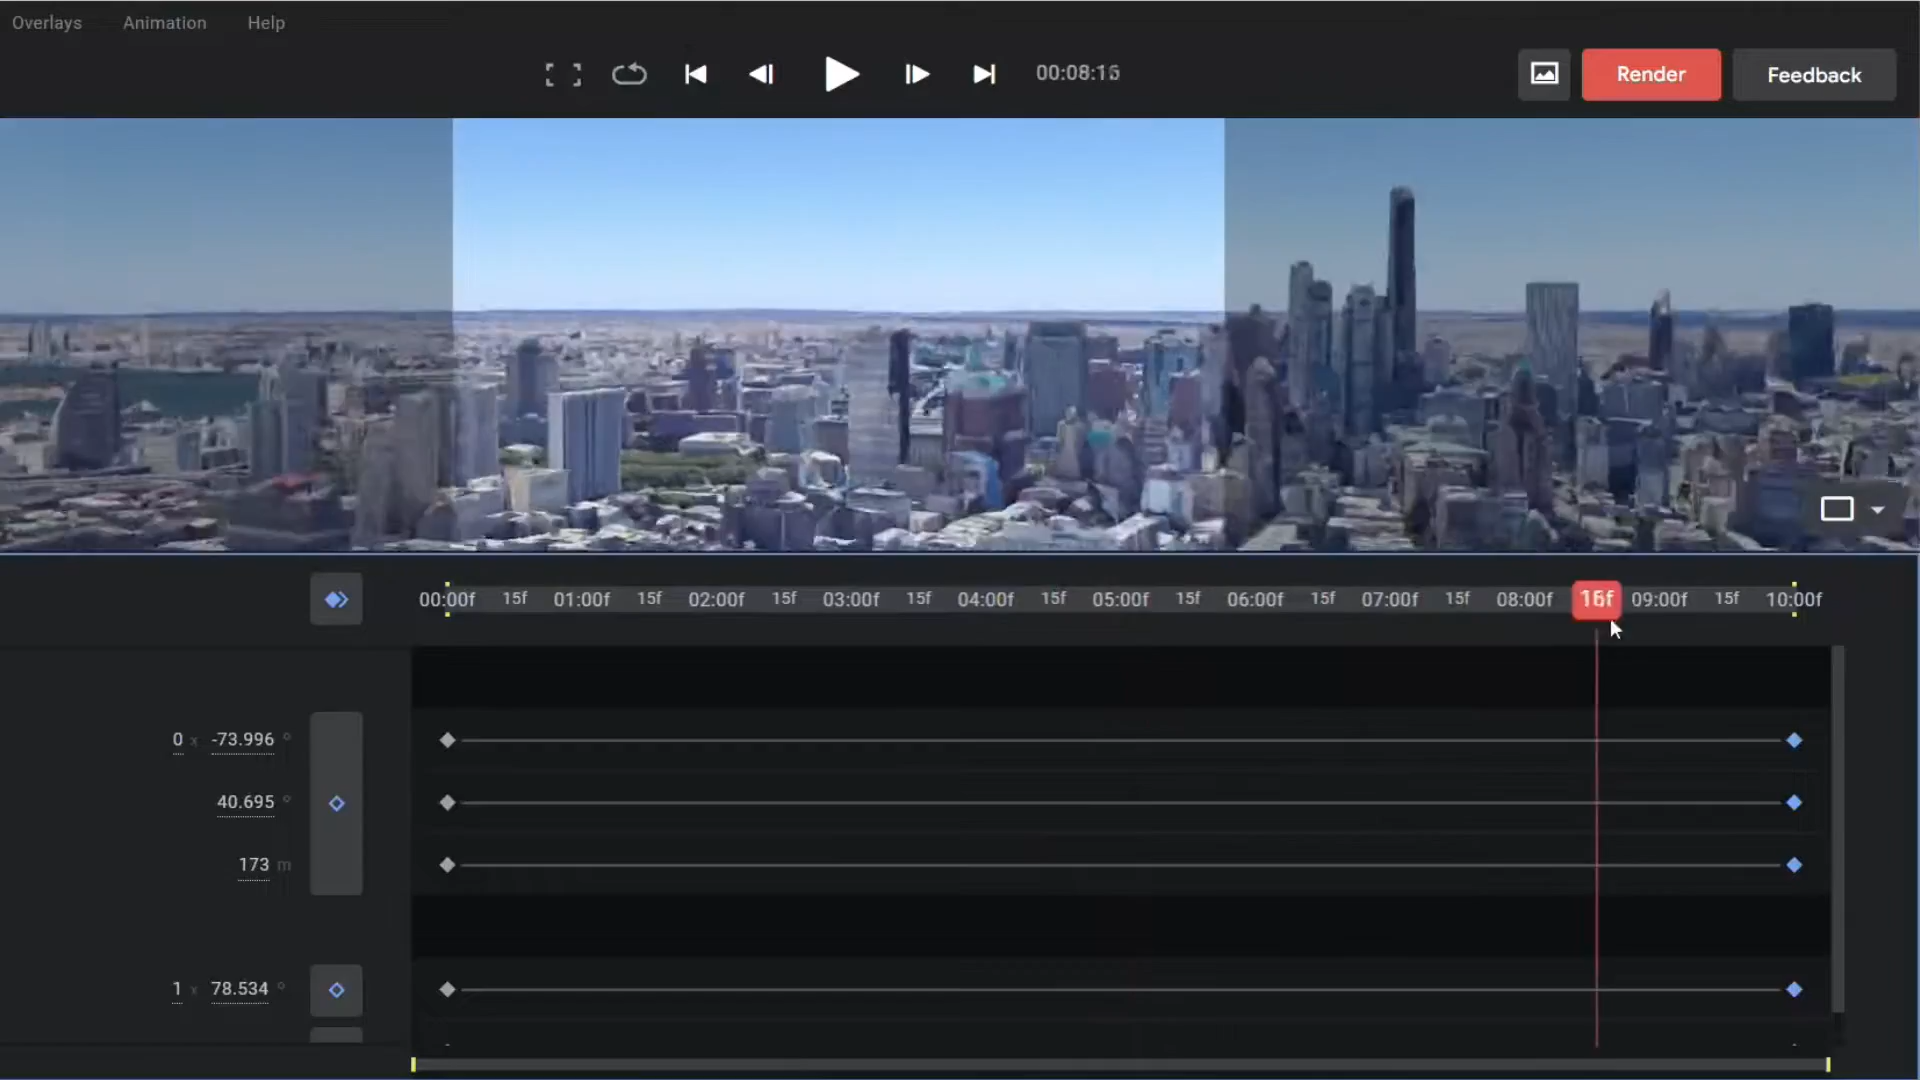 Overlays Animation Help
00:08:16
Render
Feedback
00:00f 15f 01:00f 15f 02:00f 15f 03:00f 15f 04:00f 15f 05:00f 15f 06:00f 15f 07:00f 15f 08:00f 16f 09:00f 15f 10:00f
0 x -73.996 °
40.695 °
173 m
1 x 78.534 °